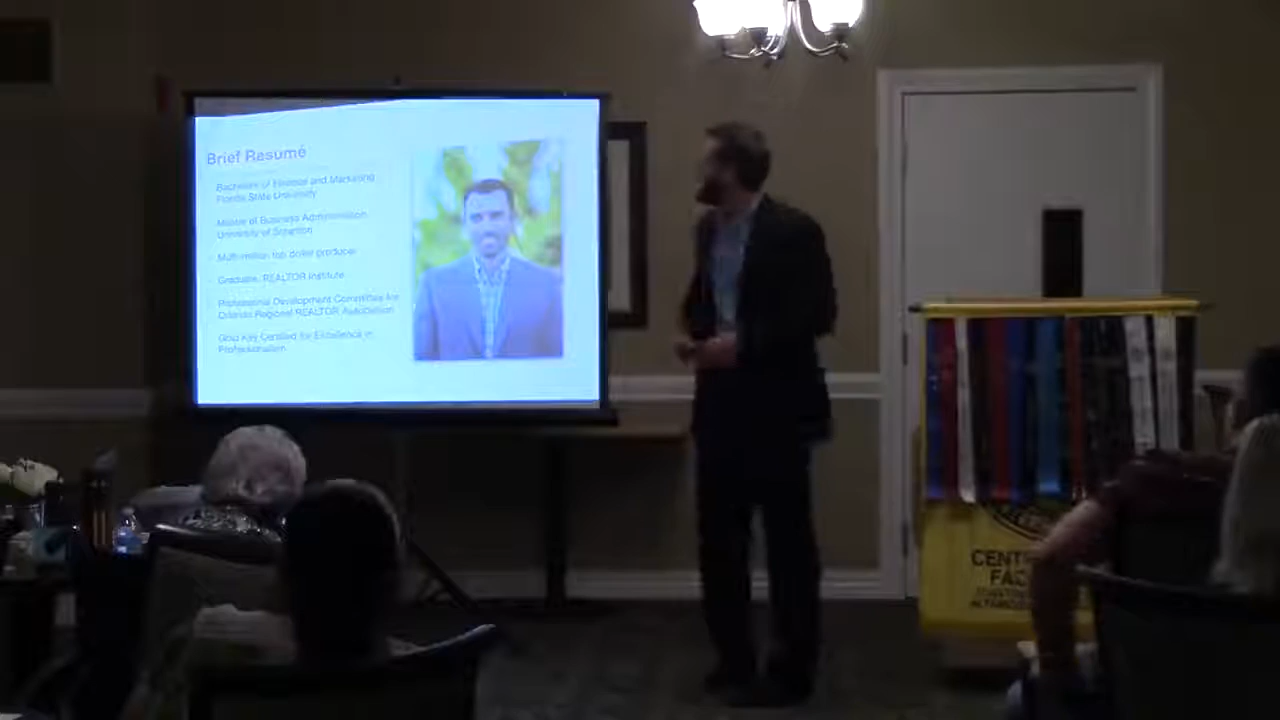 Brief Resumé
Bachelors of Finance and Marketing
Florida State University
Master of Business Administration
University of Scranton
Multi-million top dollar producer
Graduate, REALTOR Institute
Professional Development Committee for
Orlando Regional REALTOR Association
Gold Key Certified for Excellence in
Professionalism
CENT
FAC